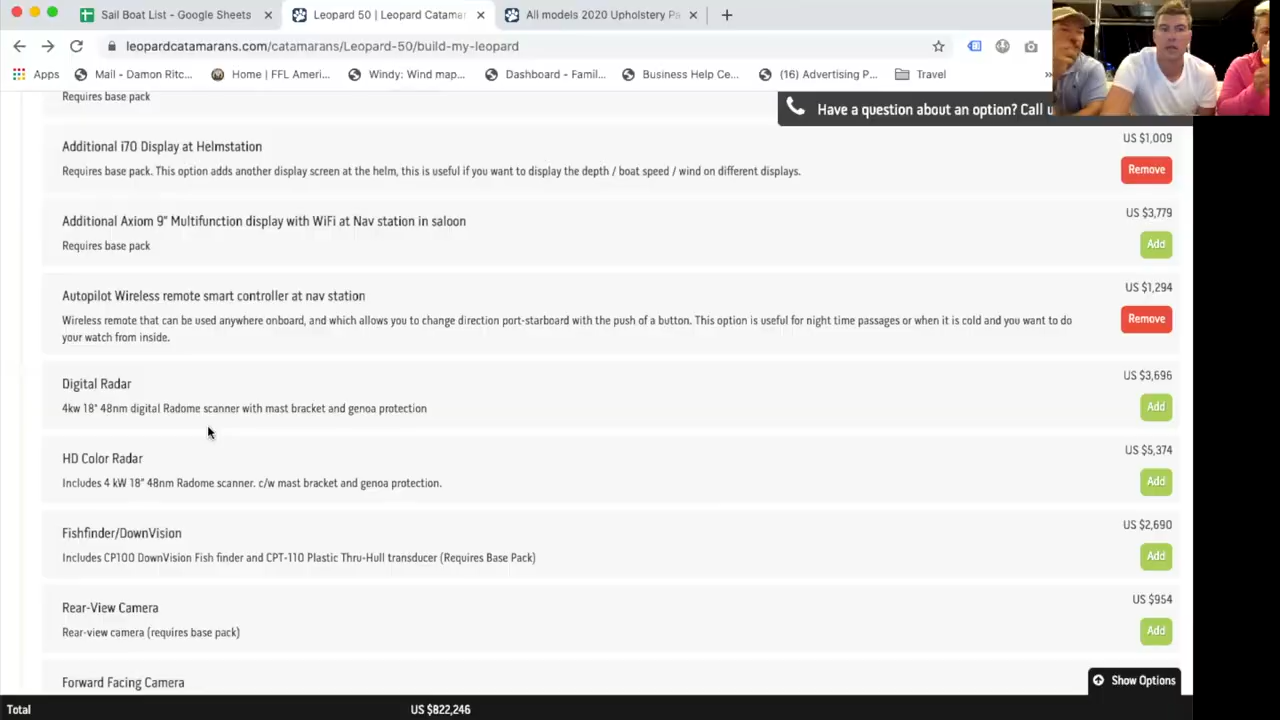 Sail Boat List - Google Sheets
Leopard 50 | Leopard Catamar
All models 2020 Upholstery Pa
leopardcatamarans.com/catamarans/Leopard-50/build-my-leopard
Apps
Mail - Damon Ritc...
Home | FFL Ameri...
Windy: Wind map...
Dashboard - Famil...
Business Help Ce...
(16) Advertising P...
Travel
»
Requires base pack
Have a question about an option? Call u
Additional i70 Display at Helmstation
US $1,009
Requires base pack. This option adds another display screen at the helm, this is useful if you want to display the depth / boat speed / wind on different displays.
Remove
Additional Axiom 9" Multifunction display with WiFi at Nav station in saloon
US $3,779
Requires base pack
Add
Autopilot Wireless remote smart controller at nav station
US $1,294
Wireless remote that can be used anywhere onboard, and which allows you to change direction port-starboard with the push of a button. This option is useful for night time passages or when it is cold and you want to do
your watch from inside.
Remove
Digital Radar
US $3,696
4kw 18" 48nm digital Radome scanner with mast bracket and genoa protection
Add
HD Color Radar
US $5,374
Includes 4 kW 18" 48nm Radome scanner. c/w mast bracket and genoa protection.
Add
Fishfinder/DownVision
US $2,690
Includes CP100 DownVision Fish finder and CPT-110 Plastic Thru-Hull transducer (Requires Base Pack)
Add
Rear-View Camera
US $954
Rear-view camera (requires base pack)
Add
Forward Facing Camera
Show Options
Total
US $822,246